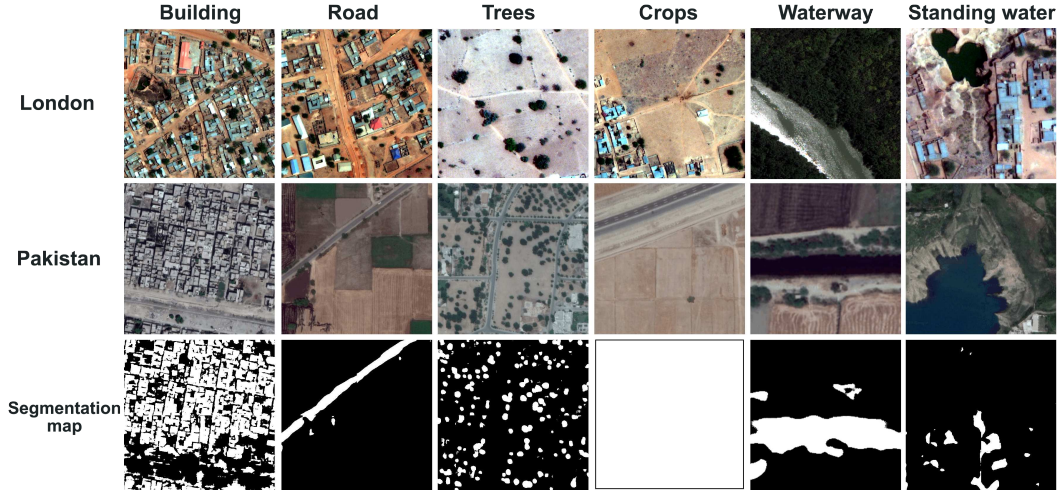 Building Road Trees Crops Waterway Standing water
London
Pakistan
Segmentation
map